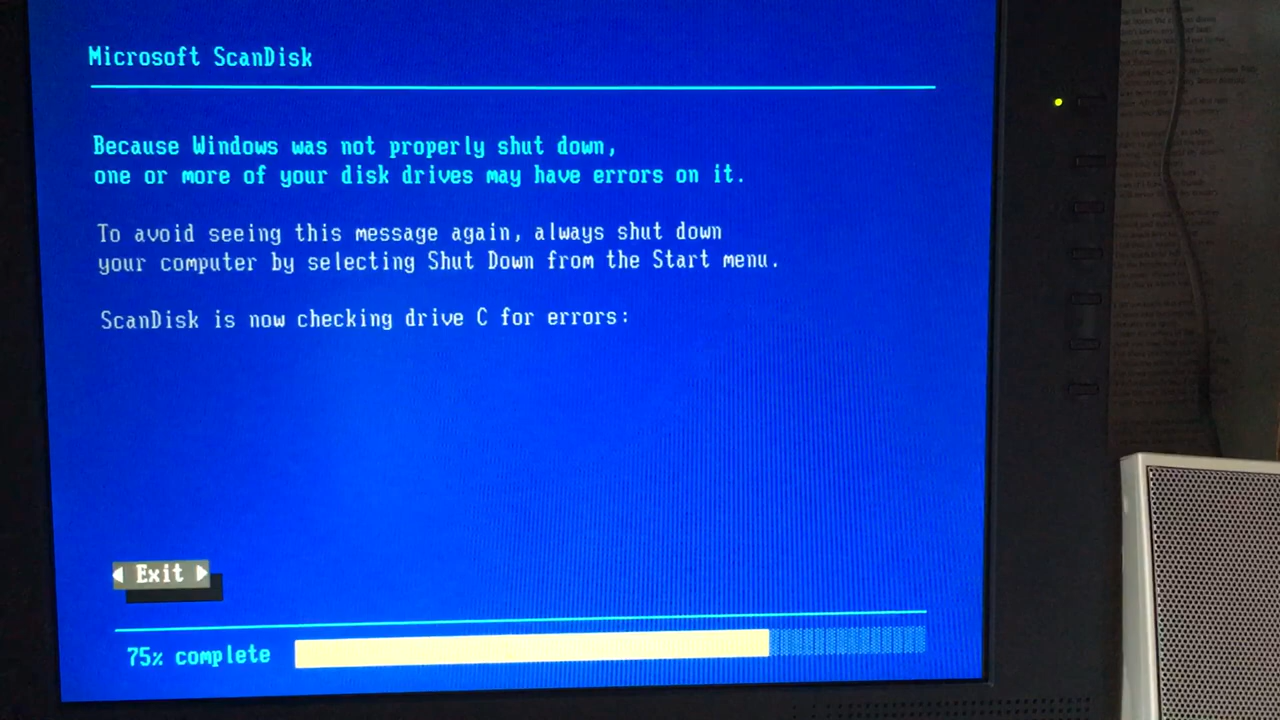 Microsoft ScanDisk
Because Windows was not properly shut down,
one or more of your disk drives may have errors on it.
To avoid seeing this message again, always shut down
your computer by selecting Shut Down from the Start menu.
ScanDisk is now checking drive C for errors:
Exit
75% complete